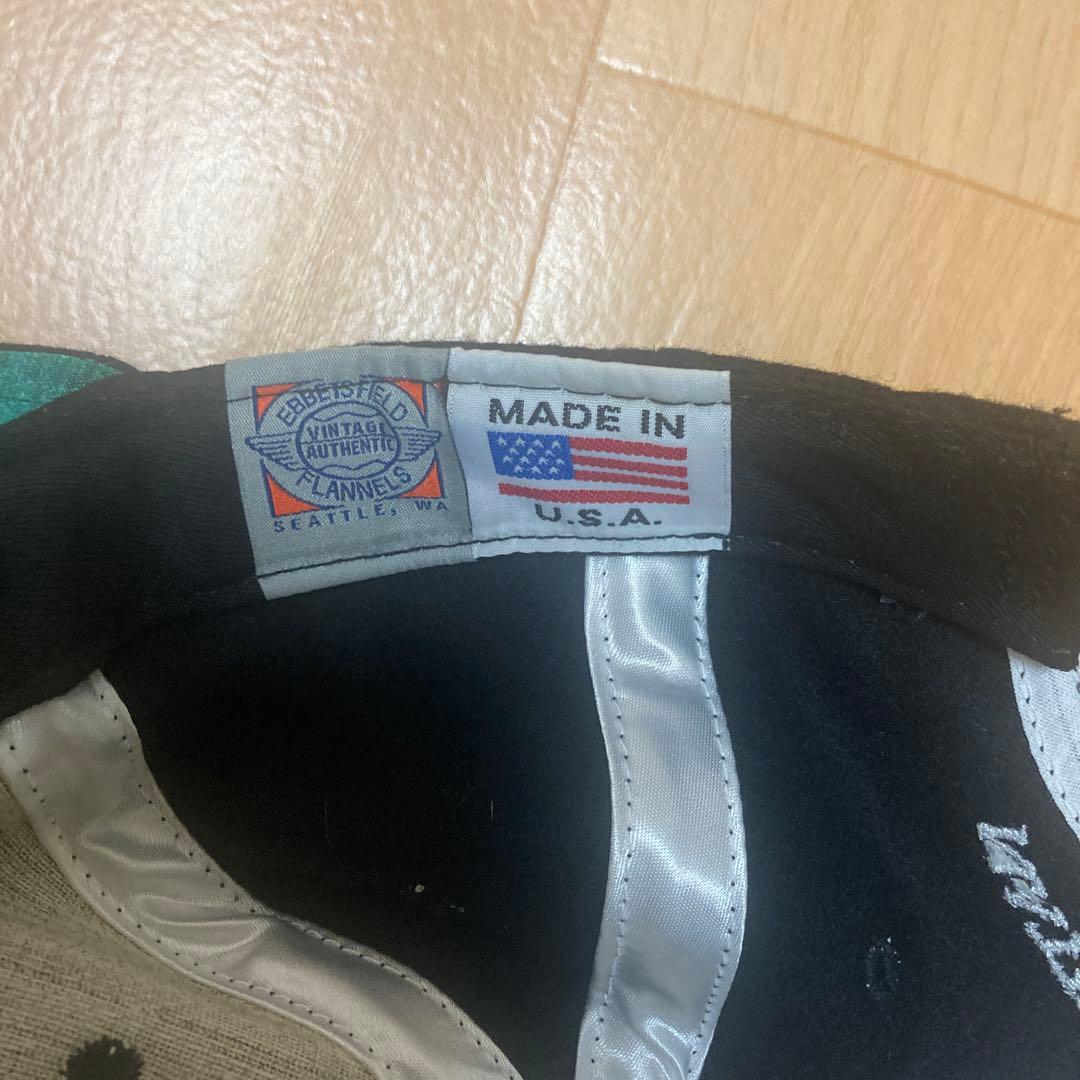 EBBETS FIELD
VINTAGE
AUTHENTIC
FLANNELS
SEATTLE, WA
MADE IN
U.S.A.